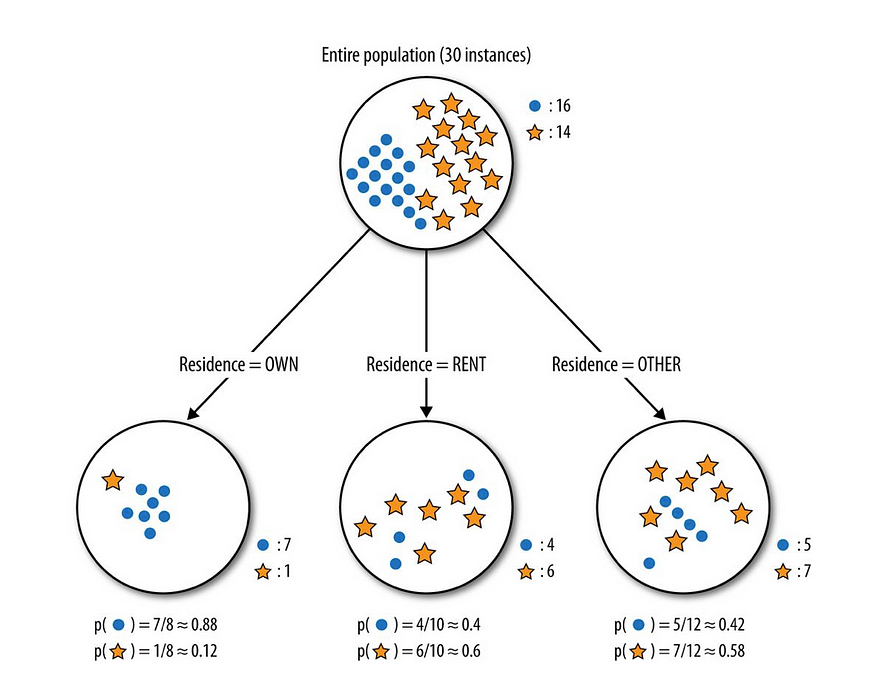 Entire population (30 instances)
: 16
: 14
Residence = OWN
Residence = RENT
Residence = OTHER
: 7
: 1
: 4
: 6
: 5
: 7
p( ) = 7/8 ≈ 0.88
p( ) = 1/8 ≈ 0.12
p( ) = 4/10 ≈ 0.4
p( ) = 6/10 ≈ 0.6
p( ) = 5/12 ≈ 0.42
p( ) = 7/12 ≈ 0.58